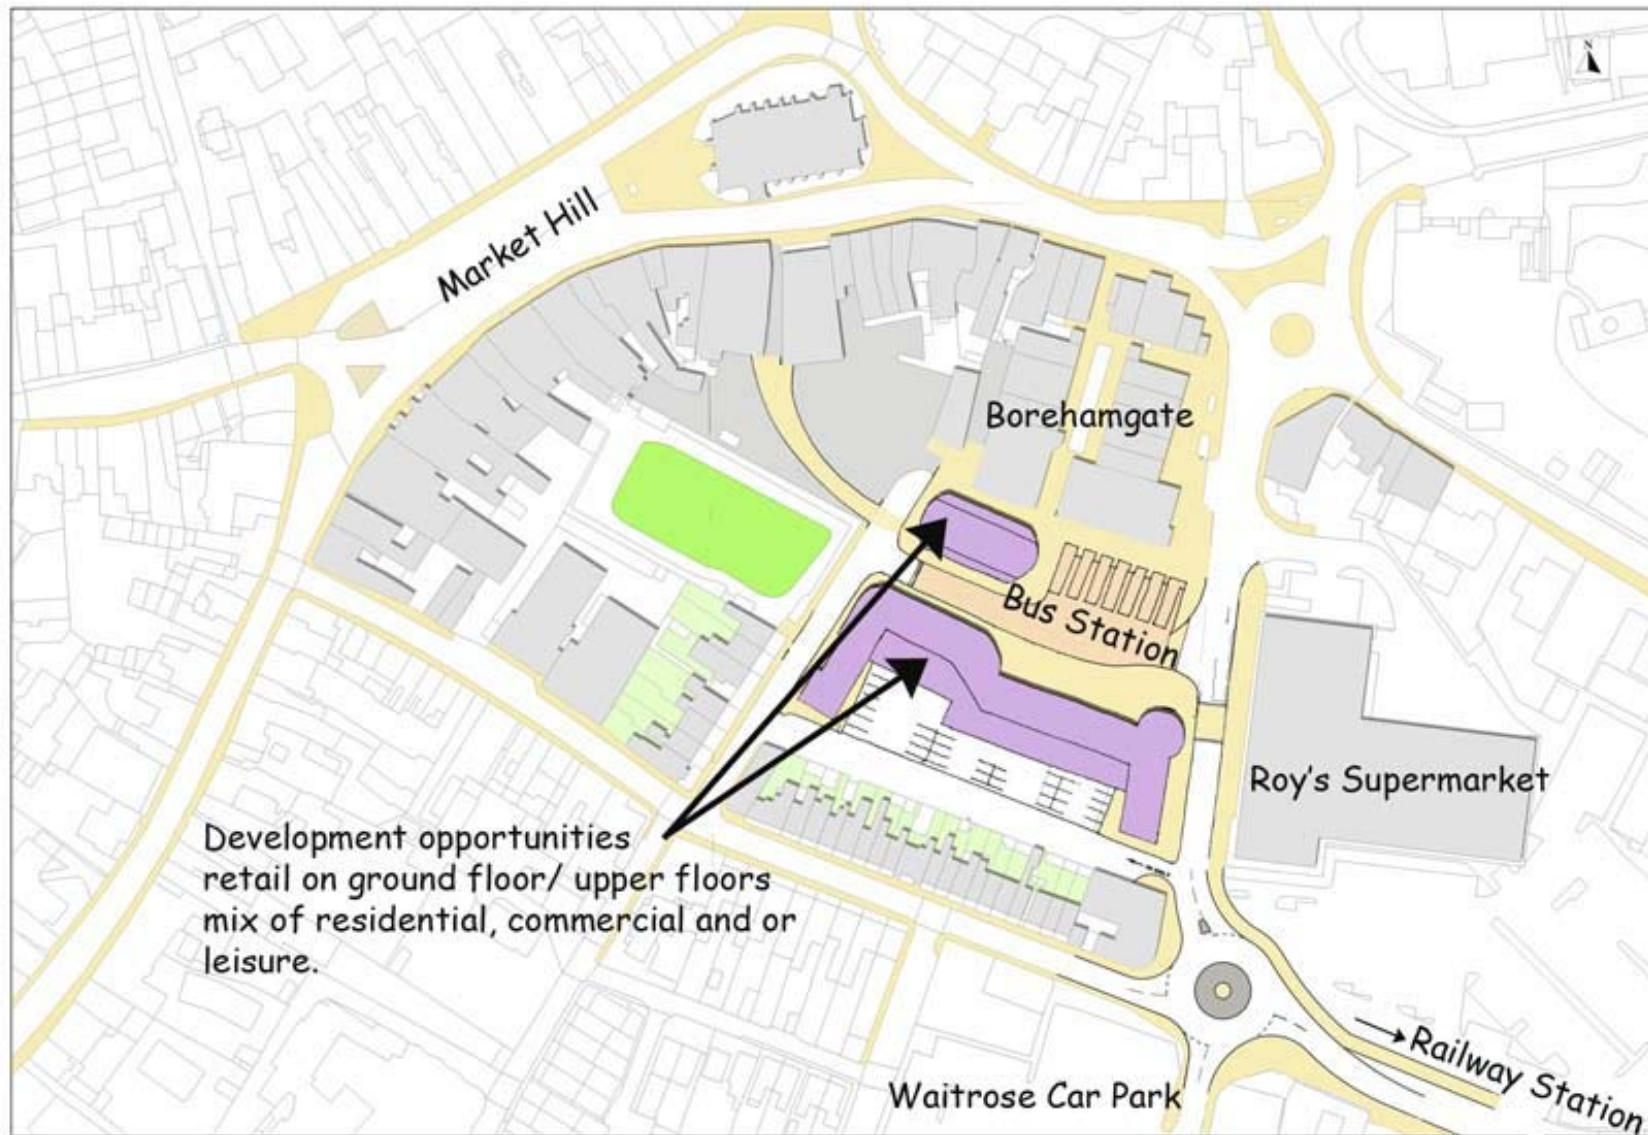 N
Market Hill
Borehamgate
Bus Station
Roy's Supermarket
Development opportunities
retail on ground floor/ upper floors
mix of residential, commercial and or
leisure.
Railway Station
Waitrose Car Park